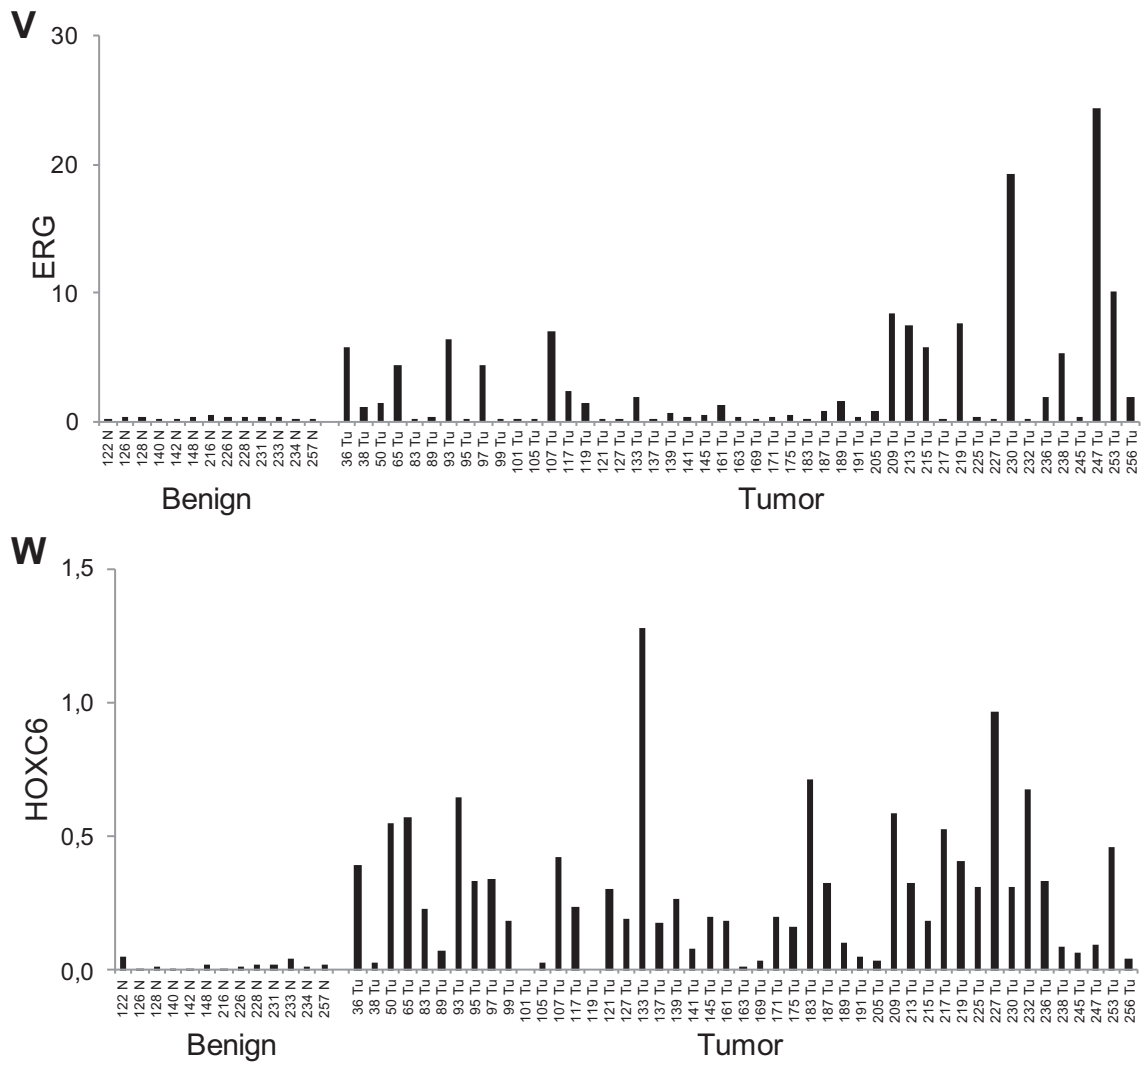 V
30
20
10
0
ERG
122 N 126 N 128 N 140 N 142 N 148 N 216 N 226 N 228 N 231 N 233 N 234 N 257 N 36 Tu 38 Tu 50 Tu 65 Tu 83 Tu 89 Tu 93 Tu 95 Tu 97 Tu 99 Tu 101 Tu 105 Tu 107 Tu 117 Tu 119 Tu 121 Tu 127 Tu 133 Tu 137 Tu 139 Tu 141 Tu 145 Tu 161 Tu 163 Tu 169 Tu 171 Tu 175 Tu 183 Tu 187 Tu 189 Tu 191 Tu 205 Tu 209 Tu 213 Tu 215 Tu 217 Tu 219 Tu 225 Tu 227 Tu 230 Tu 232 Tu 236 Tu 238 Tu 245 Tu 247 Tu 253 Tu 256 Tu
Benign Tumor
W
1,5
1,0
0,5
0,0
HOXC6
122 N 126 N 128 N 140 N 142 N 148 N 216 N 226 N 228 N 231 N 233 N 234 N 257 N 36 Tu 38 Tu 50 Tu 65 Tu 83 Tu 89 Tu 93 Tu 95 Tu 97 Tu 99 Tu 101 Tu 105 Tu 107 Tu 117 Tu 119 Tu 121 Tu 127 Tu 133 Tu 137 Tu 139 Tu 141 Tu 145 Tu 161 Tu 163 Tu 169 Tu 171 Tu 175 Tu 183 Tu 187 Tu 189 Tu 191 Tu 205 Tu 209 Tu 213 Tu 215 Tu 217 Tu 219 Tu 225 Tu 227 Tu 230 Tu 232 Tu 236 Tu 238 Tu 245 Tu 247 Tu 253 Tu 256 Tu
Benign Tumor